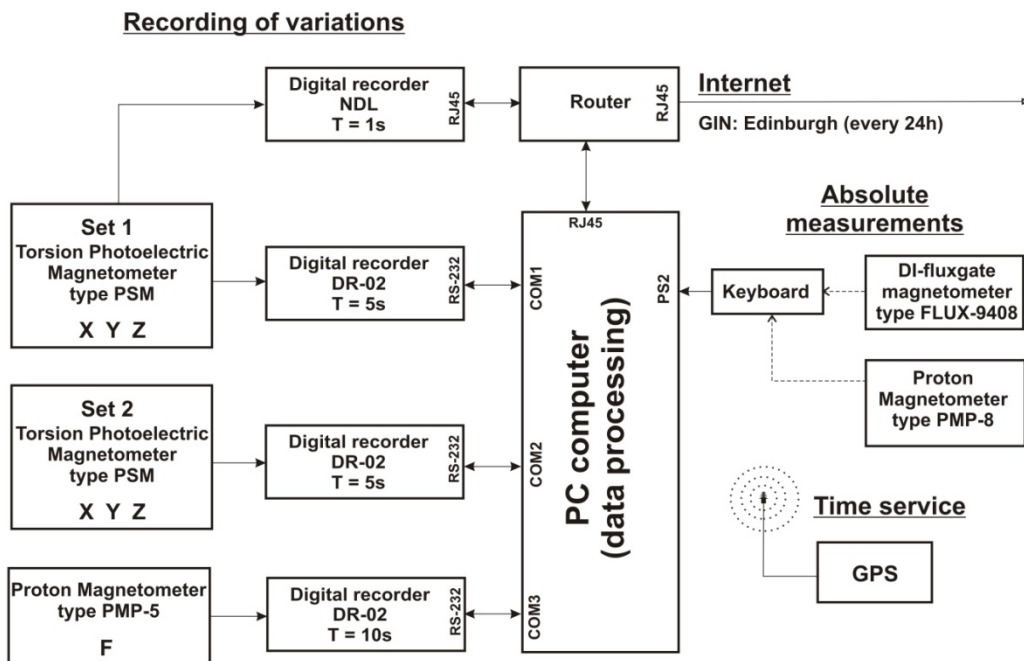 Recording of variations
Digital recorder
NDL
T = 1s
RJ45
Router
RJ45
Internet
GIN: Edinburgh (every 24h)
Set 1
Torsion Photoelectric
Magnetometer
type PSM
X Y Z
Digital recorder
DR-02
T = 5s
RS-232
Set 2
Torsion Photoelectric
Magnetometer
type PSM
X Y Z
Digital recorder
DR-02
T = 5s
RS-232
Proton Magnetometer
type PMP-5
F
Digital recorder
DR-02
T = 10s
RS-232
RJ45
COM1
COM2
COM3
PS2
PC computer
(data processing)
Absolute
measurements
Keyboard
DI-fluxgate
magnetometer
type FLUX-9408
Proton
Magnetometer
type PMP-8
Time service
GPS